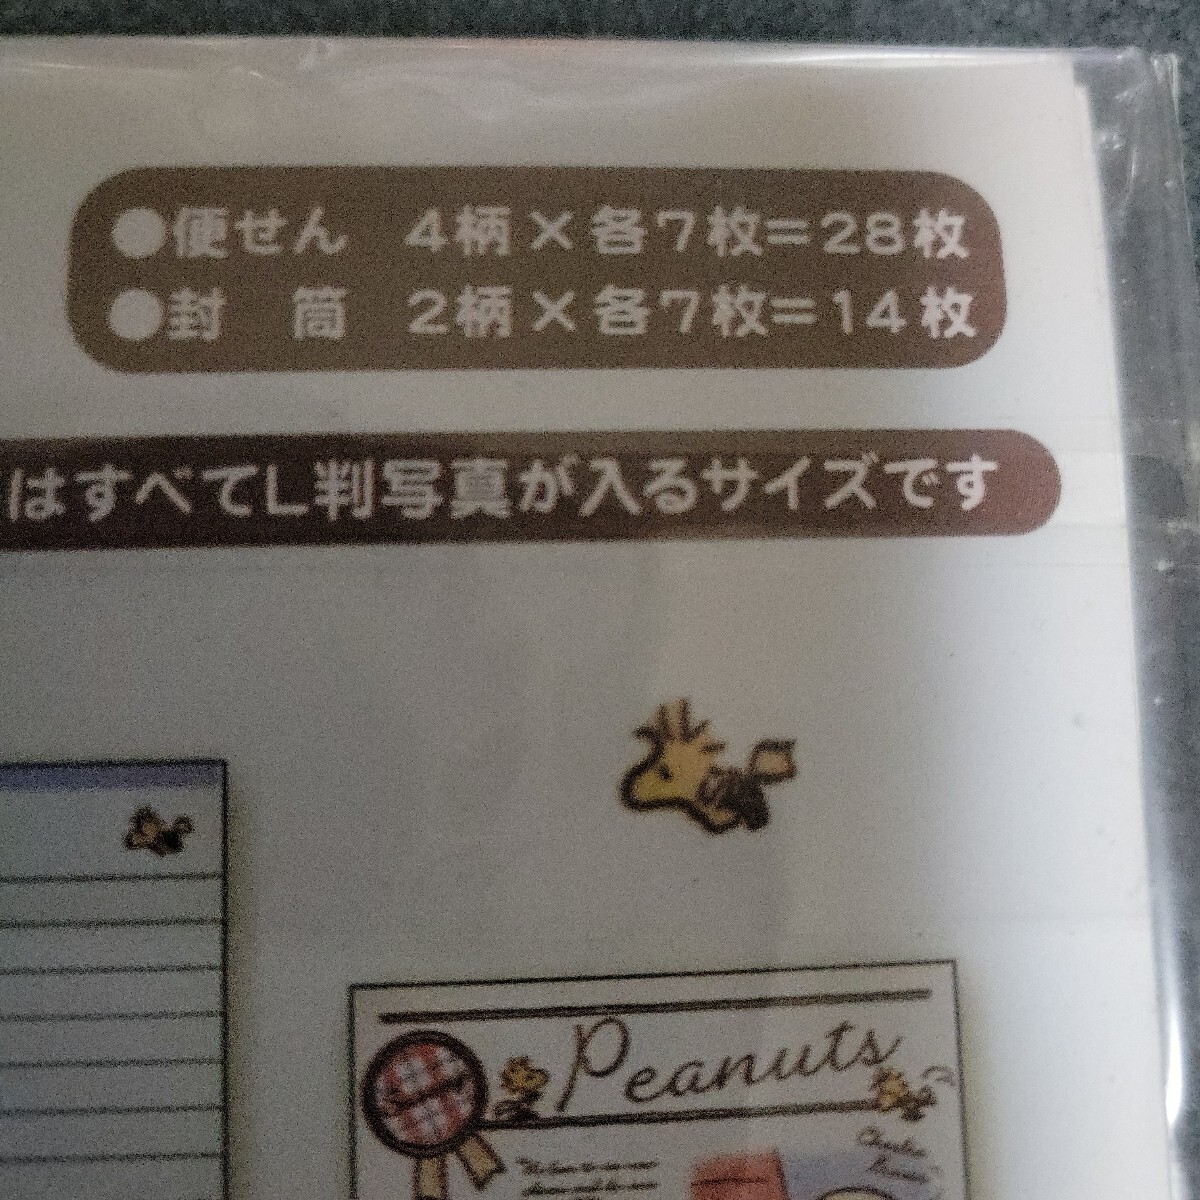 ●便せん 4柄×各7枚=28枚
●封 筒 2柄×各7枚=14枚
はすべてL判写真が入るサイズです
Peanuts
Charlie